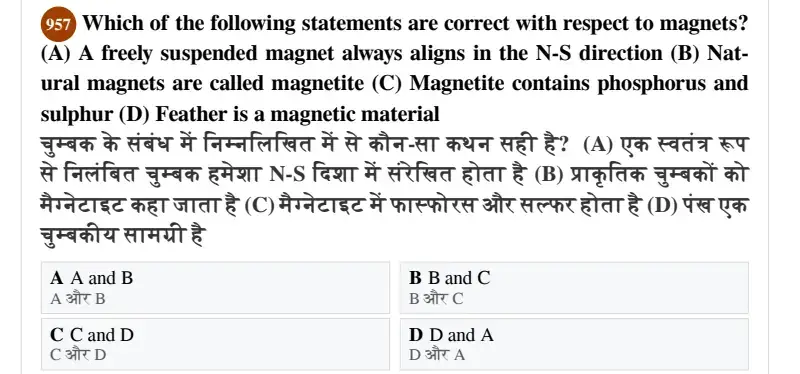 957 Which of the following statements are correct with respect to magnets?
(A) A freely suspended magnet always aligns in the N-S direction (B) Nat-
ural magnets are called magnetite (C) Magnetite contains phosphorus and
sulphur (D) Feather is a magnetic material
चुम्बक के संबंध में निम्नलिखित में से कौन-सा कथन सही है? (A) एक स्वतंत्र रूप
से निलंबित चुम्बक हमेशा N-S दिशा में संरेखित होता है (B) प्राकृतिक चुम्बकों को
मैग्नेटाइट कहा जाता है (C) मैग्नेटाइट में फास्फोरस और सल्फर होता है (D) पंख एक
चुम्बकीय सामग्री है
A A and B
A और B
B B and C
B और C
C C and D
C और D
D D and A
D और A